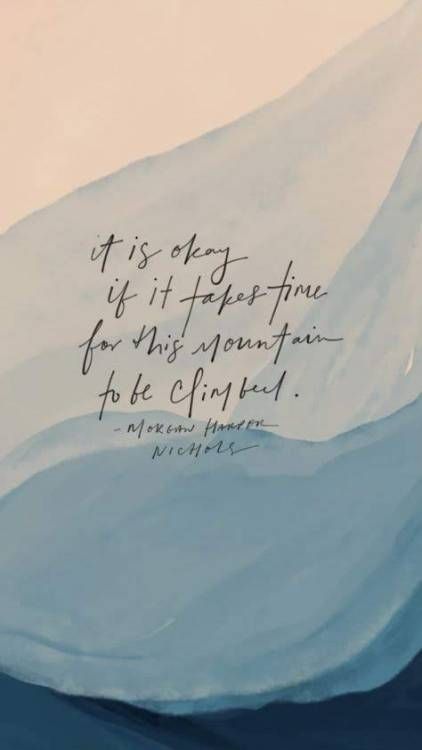 it is okay
if it takes time
for this mountain
to be climbed.
- MORGAN HARPER
NICHOLS